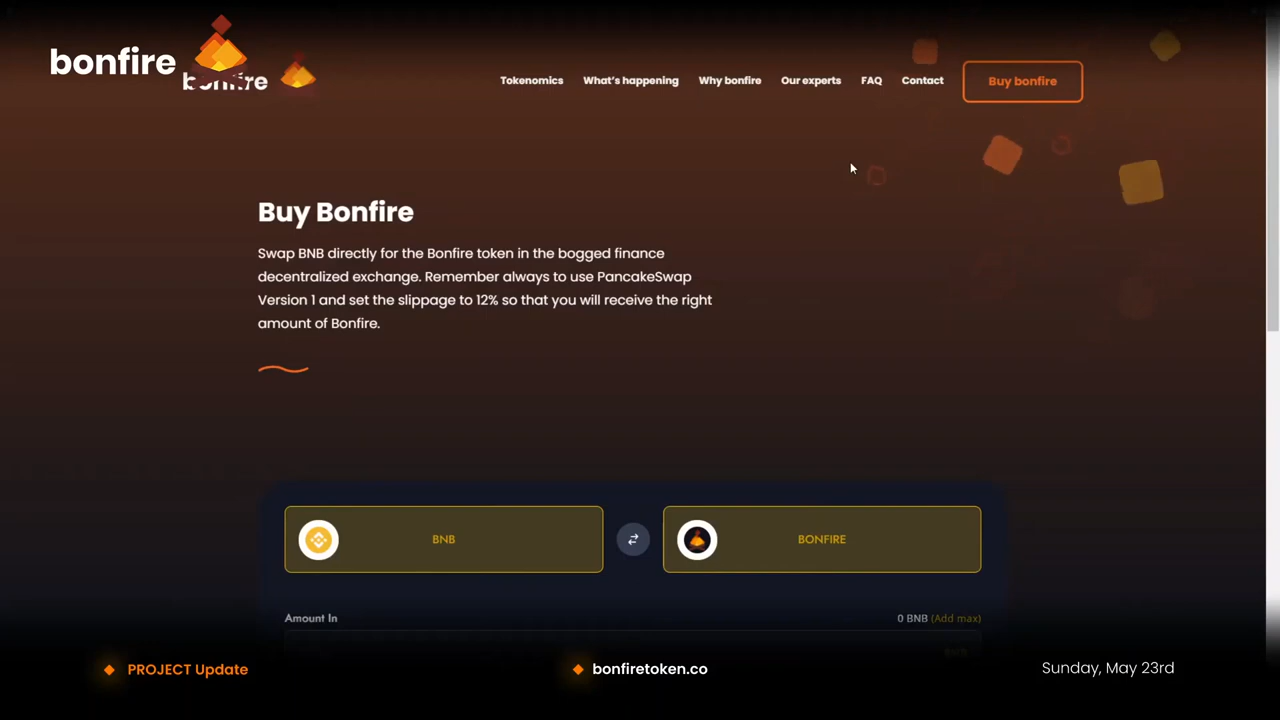 bonfire
bonfire
Tokenomics What's happening Why bonfire Our experts FAQ Contact Buy bonfire
Buy Bonfire
Swap BNB directly for the Bonfire token in the bogged finance
decentralized exchange. Remember always to use PancakeSwap
Version 1 and set the slippage to 12% so that you will receive the right
amount of Bonfire.
BNB
BONFIRE
Amount In
0 BNB (Add max)
PROJECT Update
bonfiretoken.co
Sunday, May 23rd